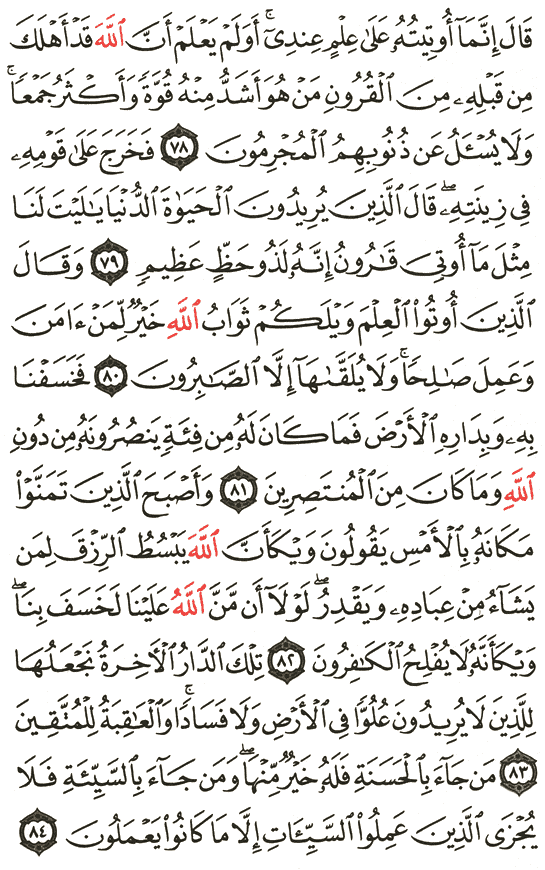 قَالَ إِنَّمَآ أُوتِيتُهُۥ عَلَىٰ عِلْمٍ عِندِيٓۚ أَوَلَمْ يَعْلَمْ أَنَّ ٱللَّهَ قَدْ أَهْلَكَ
مِن قَبْلِهِۦ مِنَ ٱلْقُرُونِ مَنْ هُوَ أَشَدُّ مِنْهُ قُوَّةً وَأَكْثَرُ جَمْعًاۚ
وَلَا يُسْـَٔلُ عَن ذُنُوبِهِمُ ٱلْمُجْرِمُونَ ٧٨ فَخَرَجَ عَلَىٰ قَوْمِهِۦ
فِي زِينَتِهِۦۖ قَالَ ٱلَّذِينَ يُرِيدُونَ ٱلْحَيَوٰةَ ٱلدُّنْيَا يَـٰلَيْتَ لَنَا
مِثْلَ مَآ أُوتِيَ قَـٰرُونُ إِنَّهُۥ لَذُو حَظٍّ عَظِيمٍ ٧٩ وَقَالَ
ٱلَّذِينَ أُوتُوا۟ ٱلْعِلْمَ وَيْلَكُمْ ثَوَابُ ٱللَّهِ خَيْرٌ لِّمَنْ ءَامَنَ
وَعَمِلَ صَـٰلِحًاۚ وَلَا يُلَقَّىٰهَآ إِلَّا ٱلصَّـٰبِرُونَ ٨٠ فَخَسَفْنَا
بِهِۦ وَبِدَارِهِ ٱلْأَرْضَ فَمَا كَانَ لَهُۥ مِن فِئَةٍ يَنصُرُونَهُۥ مِن دُونِ
ٱللَّهِ وَمَا كَانَ مِنَ ٱلْمُنتَصِرِينَ ٨١ وَأَصْبَحَ ٱلَّذِينَ تَمَنَّوْا۟
مَكَانَهُۥ بِٱلْأَمْسِ يَقُولُونَ وَيْكَأَنَّ ٱللَّهَ يَبْسُطُ ٱلرِّزْقَ لِمَن
يَشَآءُ مِنْ عِبَادِهِۦ وَيَقْدِرُۖ لَوْلَآ أَن مَّنَّ ٱللَّهُ عَلَيْنَا لَخَسَفَ بِنَاۖ
وَيْكَأَنَّهُۥ لَا يُفْلِحُ ٱلْكَـٰفِرُونَ ٨٢ تِلْكَ ٱلدَّارُ ٱلْـَٔاخِرَةُ نَجْعَلُهَا
لِلَّذِينَ لَا يُرِيدُونَ عُلُوًّا فِي ٱلْأَرْضِ وَلَا فَسَادًاۚ وَٱلْعَـٰقِبَةُ لِلْمُتَّقِينَ
٨٣ مَن جَآءَ بِٱلْحَسَنَةِ فَلَهُۥ خَيْرٌ مِّنْهَاۖ وَمَن جَآءَ بِٱلسَّيِّئَةِ فَلَا
يُجْزَى ٱلَّذِينَ عَمِلُوا۟ ٱلسَّيِّـَٔاتِ إِلَّا مَا كَانُوا۟ يَعْمَلُونَ ٨٤